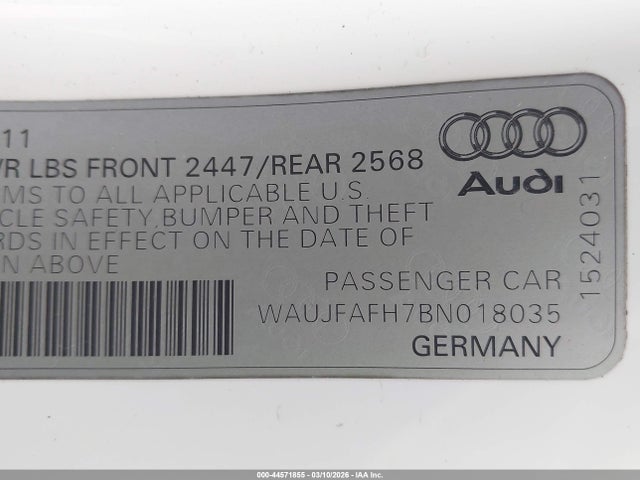 11
VR LBS FRONT 2447/REAR 2568
MS TO ALL APPLICABLE U.S.
CLE SAFETY, BUMPER AND THEFT
RDS IN EFFECT ON THE DATE OF
N ABOVE
Audi
1524031
PASSENGER CAR
WAUJFAFH7BN018035
GERMANY
000-44571855 - 03/10/2026 - IAA Inc.